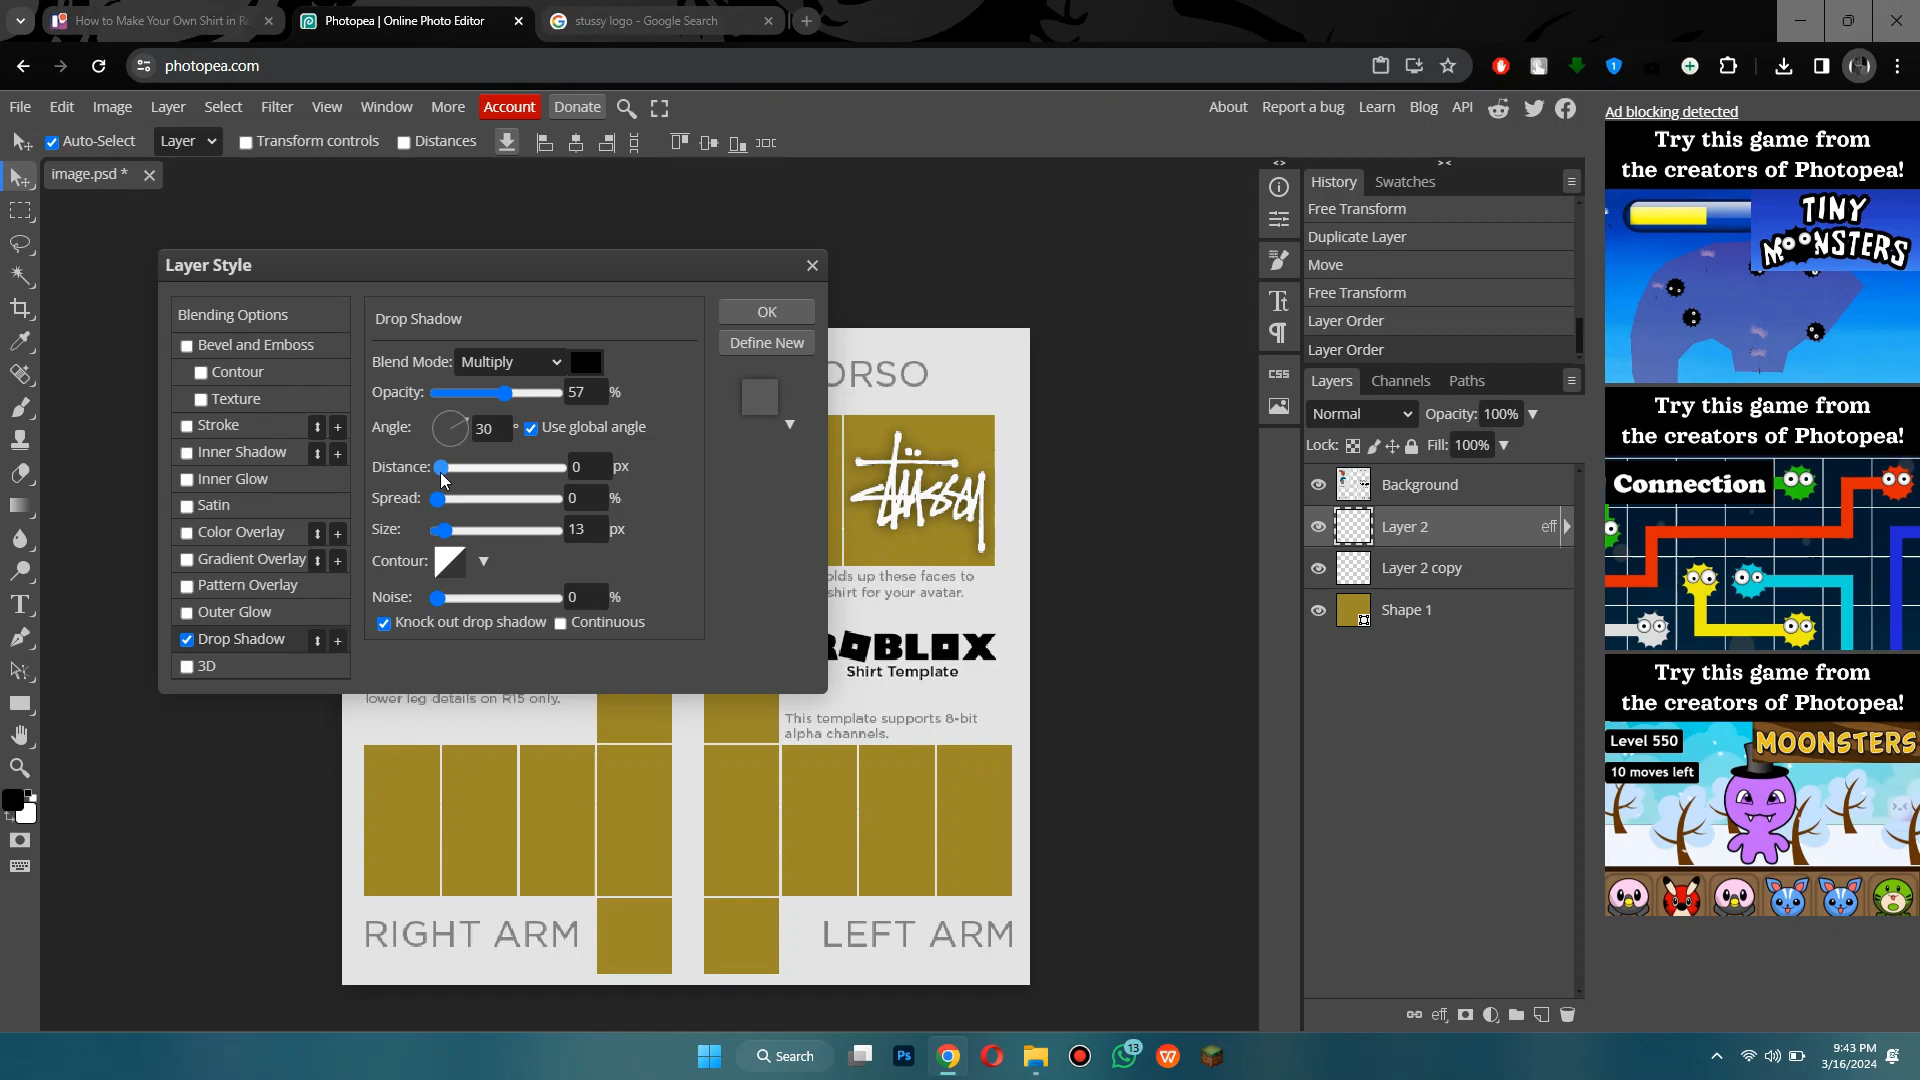 How to Make Your Own Shirt in Ro
Photopea | Online Photo Editor
stussy logo - Google Search
photopea.com
File Edit Image Layer Select Filter View Window More Account Donate
About Report a bug Learn Blog API
Auto-Select Layer Transform controls Distances
image.psd *
Layer Style
Blending Options
Bevel and Emboss
Contour
Texture
Stroke
Inner Shadow
Inner Glow
Satin
Color Overlay
Gradient Overlay
Pattern Overlay
Outer Glow
Drop Shadow
3D
Drop Shadow
Blend Mode: Multiply
Opacity: 57 %
Angle: 30 ° Use global angle
Distance: 0 px
Spread: 0 %
Size: 13 px
Contour:
Noise: 0 %
Knock out drop shadow Continuous
OK
Define New
ORSO
Stüssy
olds up these faces to
shirt for your avatar.
ROBLOX
Shirt Template
lower leg details on R15 only.
This template supports 8-bit
alpha channels.
RIGHT ARM
LEFT ARM
CSS
History Swatches
Free Transform
Duplicate Layer
Move
Free Transform
Layer Order
Layer Order
Layers Channels Paths
Normal Opacity: 100%
Lock: Fill: 100%
Background
Layer 2 eff
Layer 2 copy
Shape 1
eff
Ad blocking detected
Try this game from
the creators of Photopea!
TINY
MOONSTERS
Try this game from
the creators of Photopea!
Connection
Try this game from
the creators of Photopea!
Level 550
MOONSTERS
10 moves left
Search
Ps
13
9:43 PM
3/16/2024